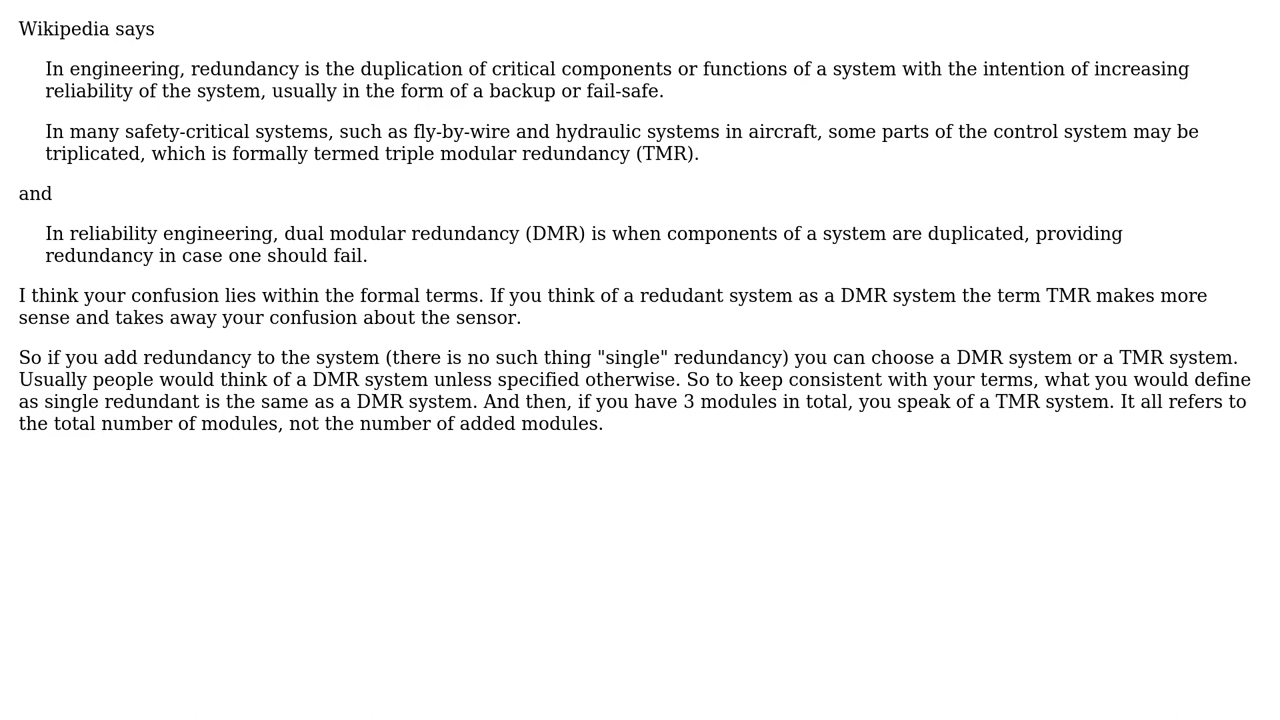 Wikipedia says
In engineering, redundancy is the duplication of critical components or functions of a system with the intention of increasing
reliability of the system, usually in the form of a backup or fail-safe.
In many safety-critical systems, such as fly-by-wire and hydraulic systems in aircraft, some parts of the control system may be
triplicated, which is formally termed triple modular redundancy (TMR).
and
In reliability engineering, dual modular redundancy (DMR) is when components of a system are duplicated, providing
redundancy in case one should fail.
I think your confusion lies within the formal terms. If you think of a redudant system as a DMR system the term TMR makes more
sense and takes away your confusion about the sensor.
So if you add redundancy to the system (there is no such thing "single" redundancy) you can choose a DMR system or a TMR system.
Usually people would think of a DMR system unless specified otherwise. So to keep consistent with your terms, what you would define
as single redundant is the same as a DMR system. And then, if you have 3 modules in total, you speak of a TMR system. It all refers to
the total number of modules, not the number of added modules.